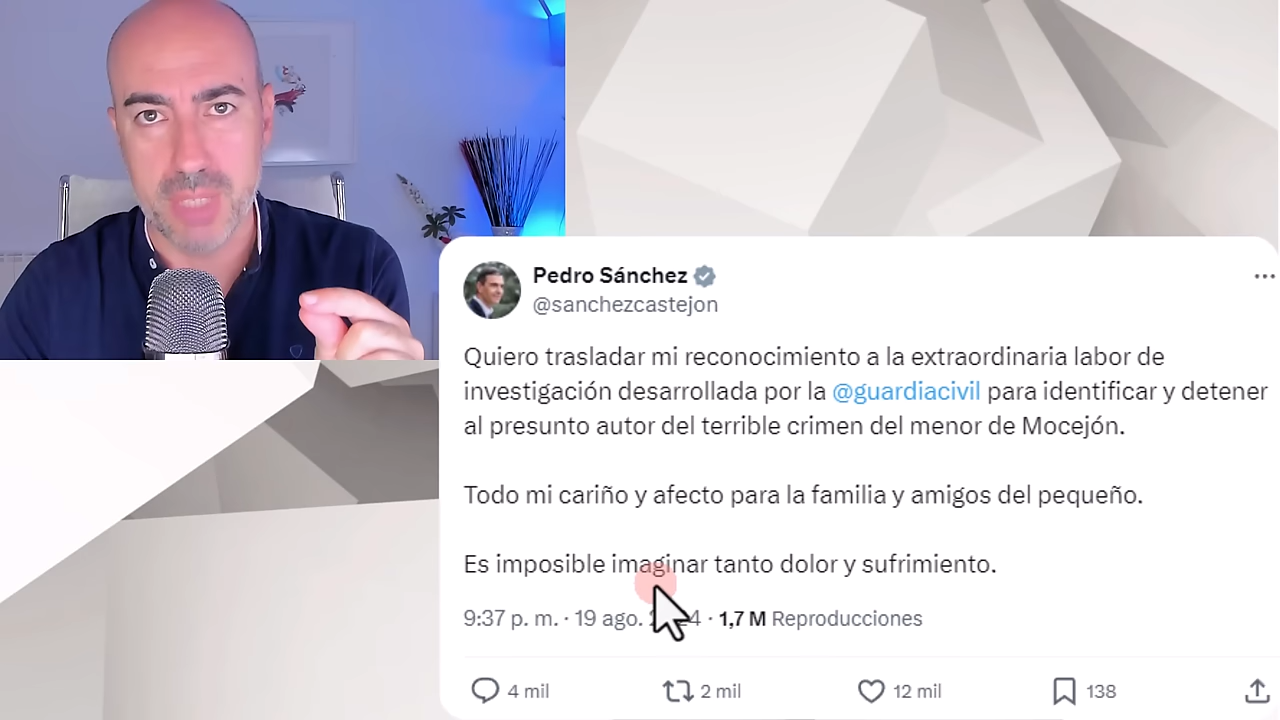 Pedro Sánchez
@sanchezcastejon
Quiero trasladar mi reconocimiento a la extraordinaria labor de
investigación desarrollada por la @guardiacivil para identificar y detener
al presunto autor del terrible crimen del menor de Mocejón.
Todo mi cariño y afecto para la familia y amigos del pequeño.
Es imposible imaginar tanto dolor y sufrimiento.
9:37 p. m. · 19 ago. · 1,7 M Reproducciones
4 mil 2 mil 12 mil 138